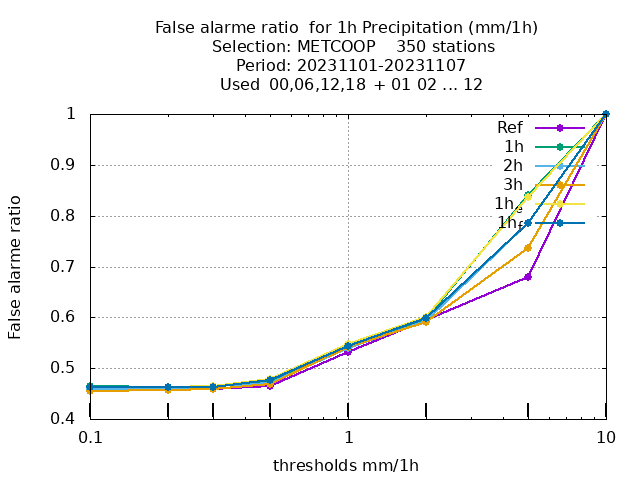 False alarme ratio  for 1h Precipitation (mm/1h)
Selection: METCOOP    350 stations
Period: 20231101-20231107
Used  00,06,12,18  + 01 02 ... 12
1
0.9
0.8
0.7
0.6
0.5
0.4
False alarme ratio
Ref
1h
2h
3h
1hs
1hf
0.1
1
10
thresholds mm/1h